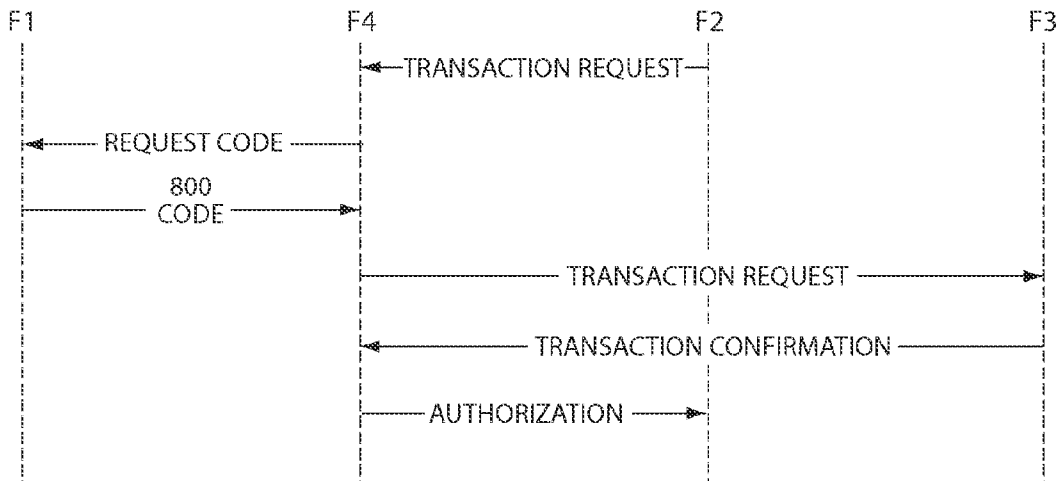 F1 F4 F2 F3
TRANSACTION REQUEST
REQUEST CODE
800
CODE
TRANSACTION REQUEST
TRANSACTION CONFIRMATION
AUTHORIZATION